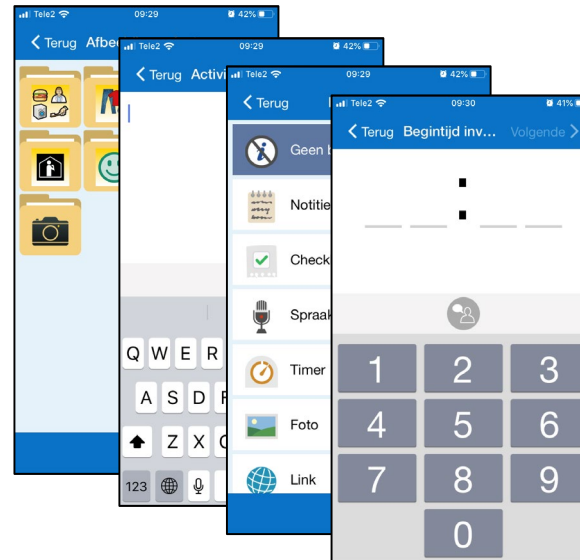 Tele2 09:29 42%
Terug Afbe
Tele2 09:29 42%
Terug Activi
Q W E R
A S D F
Z X C
123
Tele2 09:29 42%
Terug
Geen b
Notitie
Check
Spraak
Timer
Foto
Link
Tele2 09:30 41%
Terug Begintijd inv... Volgende
:
1 2 3
4 5 6
7 8 9
0